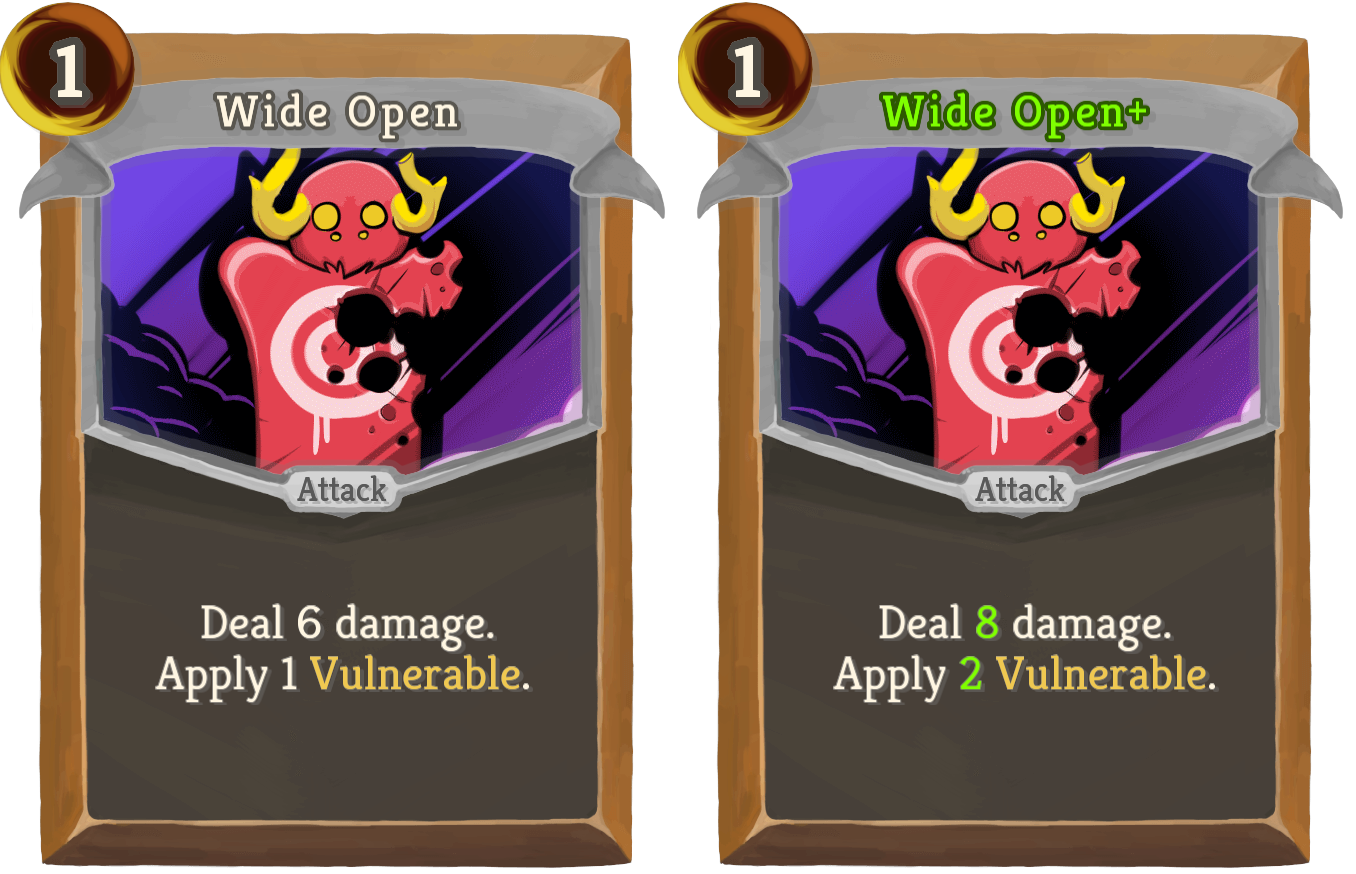 1
Wide Open
Attack
Deal 6 damage.
Apply 1 Vulnerable.
1
Wide Open+
Attack
Deal 8 damage.
Apply 2 Vulnerable.